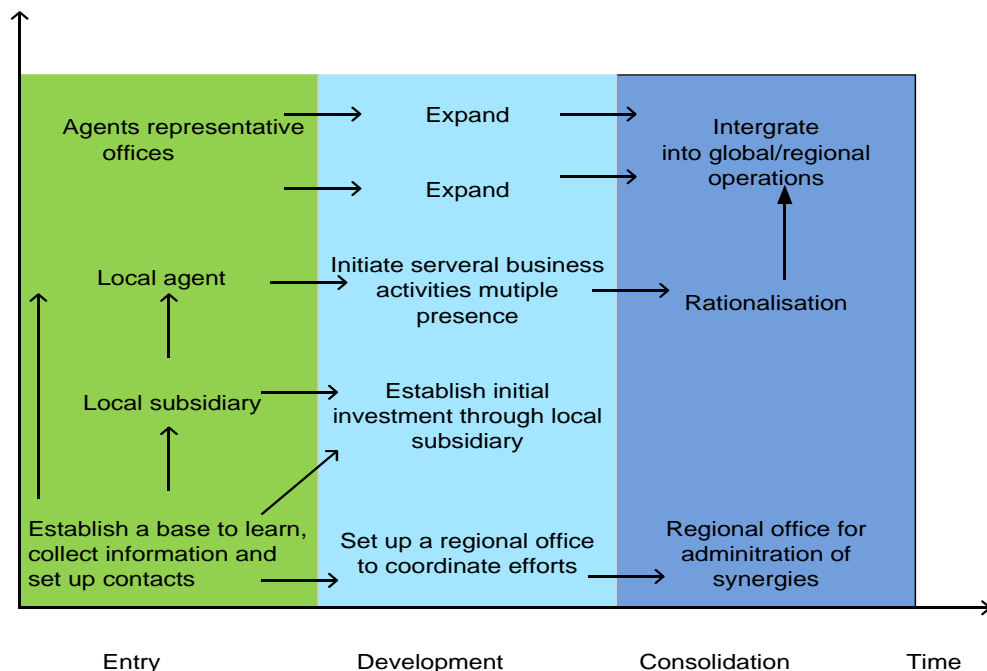 Agents representative
offices
Expand
Expand
Intergrate
into global/regional
operations
Local agent
Initiate serveral business
activities mutiple
presence
Rationalisation
Local subsidiary
Establish initial
investment through local
subsidiary
Establish a base to learn,
collect information and
set up contacts
Set up a regional office
to coordinate efforts
Regional office for
adminitration of
synergies
Entry
Development
Consolidation
Time